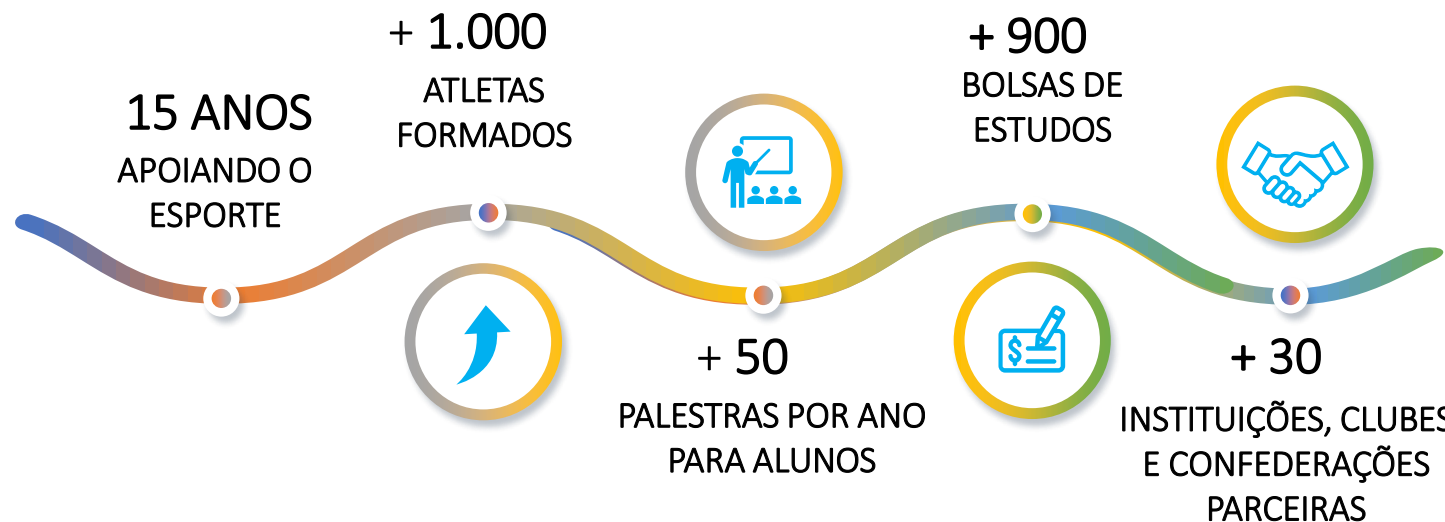 15 ANOS
APOIANDO O
ESPORTE
+ 1.000
ATLETAS
FORMADOS
+ 50
PALESTRAS POR ANO
PARA ALUNOS
+ 900
BOLSAS DE
ESTUDOS
$
+ 30
INSTITUIÇÕES, CLUBES
E CONFEDERAÇÕES
PARCEIRAS